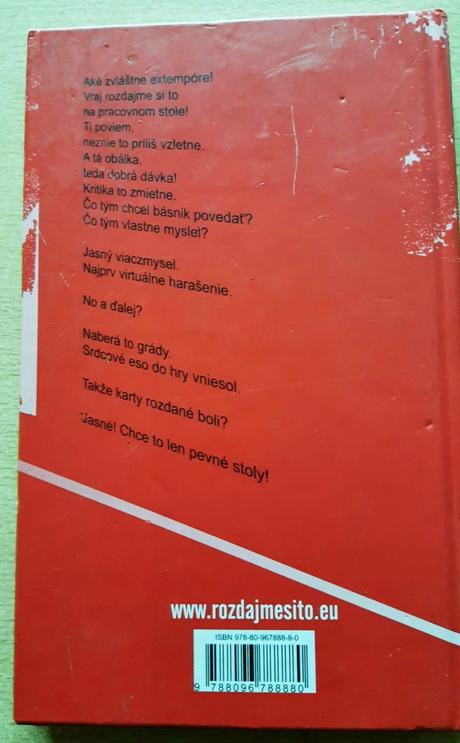 Aké zvláštne extempóre!
Vraj rozdajme si to
na pracovnom stole!
Ti poviem,
neznie to príliš vzletne.
A tá obálka,
teda dobrá dávka!
Kritika to zmietne.
Čo tým chcel básnik povedať?
Čo tým vlastne myslel?
Jasný viaczmysel.
Najprv virtuálne harašenie.
No a ďalej?
Naberá to grády.
Srdcové eso do hry vniesol.
Takže karty rozdané boli?
Jasné! Chce to len pevné stoly!
www.rozdajmesito.eu
ISBN 978-80-967888-8-0
9 788096 788880